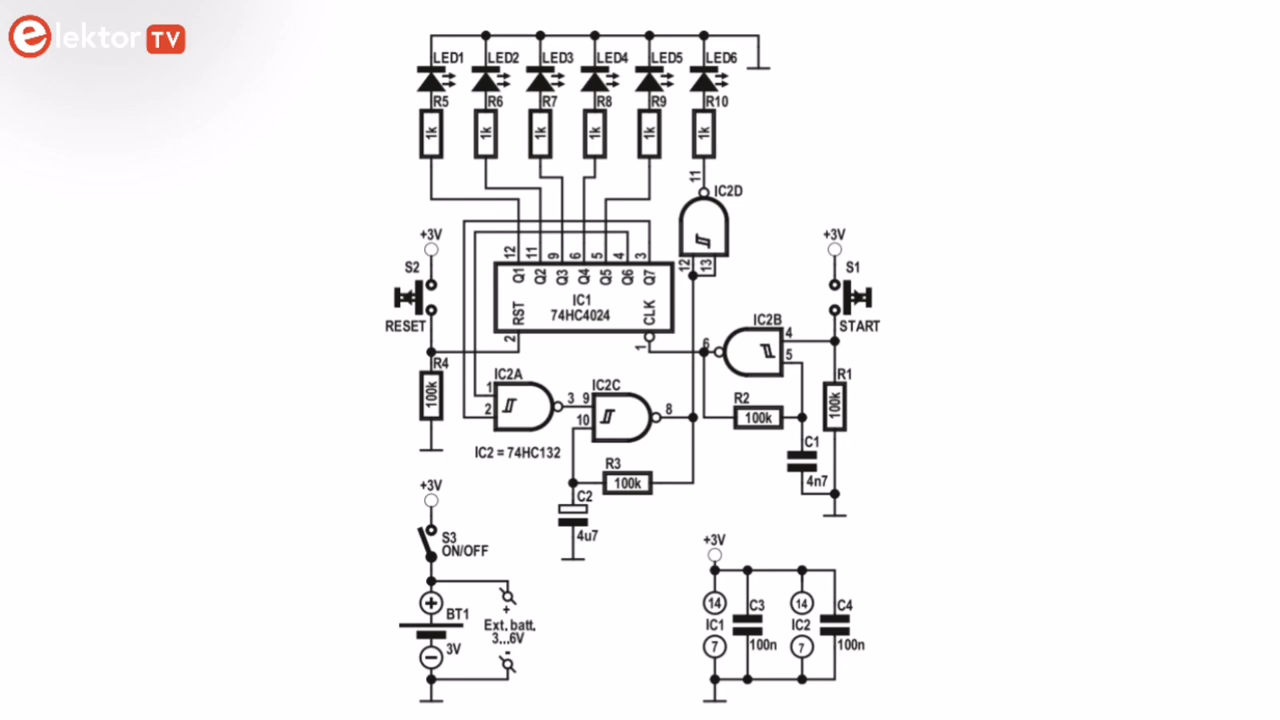 elektor TV
LED1 LED2 LED3 LED4 LED5 LED6
R5 R6 R7 R8 R9 R10
1k 1k 1k 1k 1k 1k
11
IC2D
12 13
+3V
S2
RESET
R4
100k
12 11 9 6 5 4 3
Q1 Q2 Q3 Q4 Q5 Q6 Q7
IC1
74HC4024
RST CLK
2 1
+3V
S1
START
IC2B
4
5
6
R1
100k
R2
100k
C1
4n7
IC2A
1
2
3
IC2C
9
10
8
IC2 = 74HC132
R3
100k
C2
4u7
+3V
S3
ON/OFF
BT1
3V
+
Ext. batt.
3...6V
-
+3V
14 C3 14 C4
IC1 IC2
7 100n 7 100n